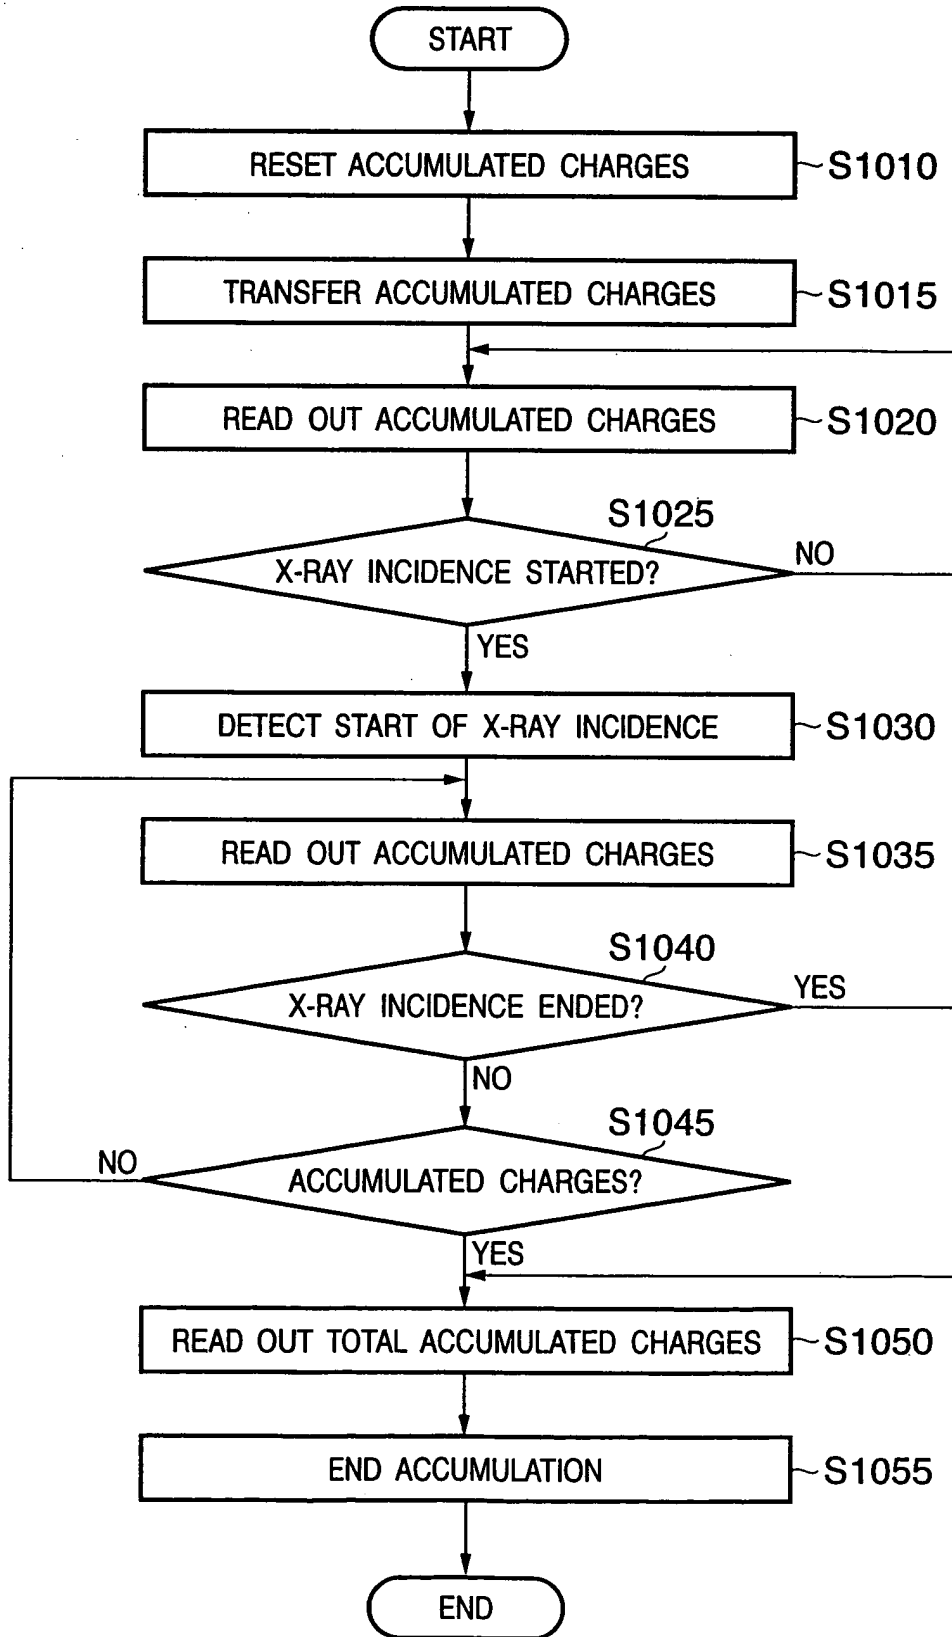 START
RESET ACCUMULATED CHARGES S1010
TRANSFER ACCUMULATED CHARGES S1015
READ OUT ACCUMULATED CHARGES S1020
S1025
X-RAY INCIDENCE STARTED? NO
YES
DETECT START OF X-RAY INCIDENCE S1030
READ OUT ACCUMULATED CHARGES S1035
S1040
X-RAY INCIDENCE ENDED? YES
NO
S1045
NO ACCUMULATED CHARGES?
YES
READ OUT TOTAL ACCUMULATED CHARGES S1050
END ACCUMULATION S1055
END